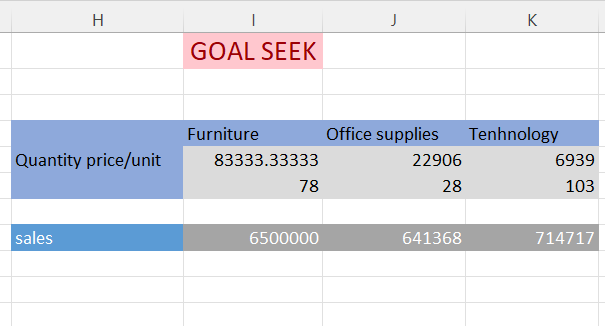 H I J K
GOAL SEEK
Furniture Office supplies Tenhnology
Quantity price/unit 83333.33333 22906 6939
78 28 103
sales 6500000 641368 714717